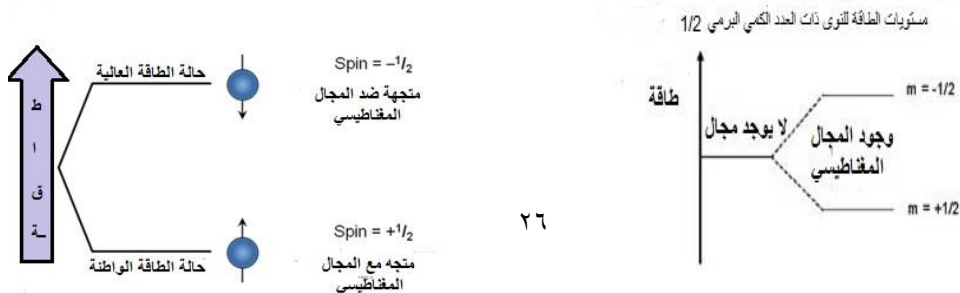 مستويات الطاقة للنوى ذات العدد الكمي البرمي 1/2
طاقة
لا يوجد مجال
وجود المجال
المغناطيسي
m = -1/2
m = +1/2
٢٦
ط
ا
ق
ـة
حالة الطاقة العالية
Spin = –1/2
متجهة ضد المجال
المغناطيسي
حالة الطاقة الواطنة
Spin = +1/2
متجه مع المجال
المغناطيسي